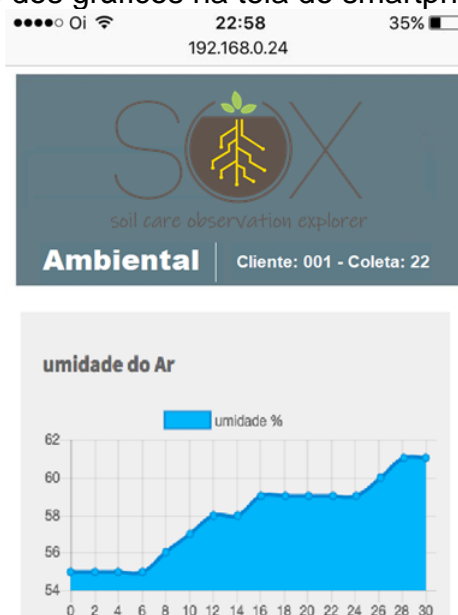 dos gráficos na tela do
Oi 22:58 35%
192.168.0.24
SOX
soil care observation explorer
Ambiental Cliente: 001 - Coleta: 22
umidade do Ar
umidade %
62
60
58
56
54
0 2 4 6 8 10 12 14 16 18 20 22 24 26 28 30